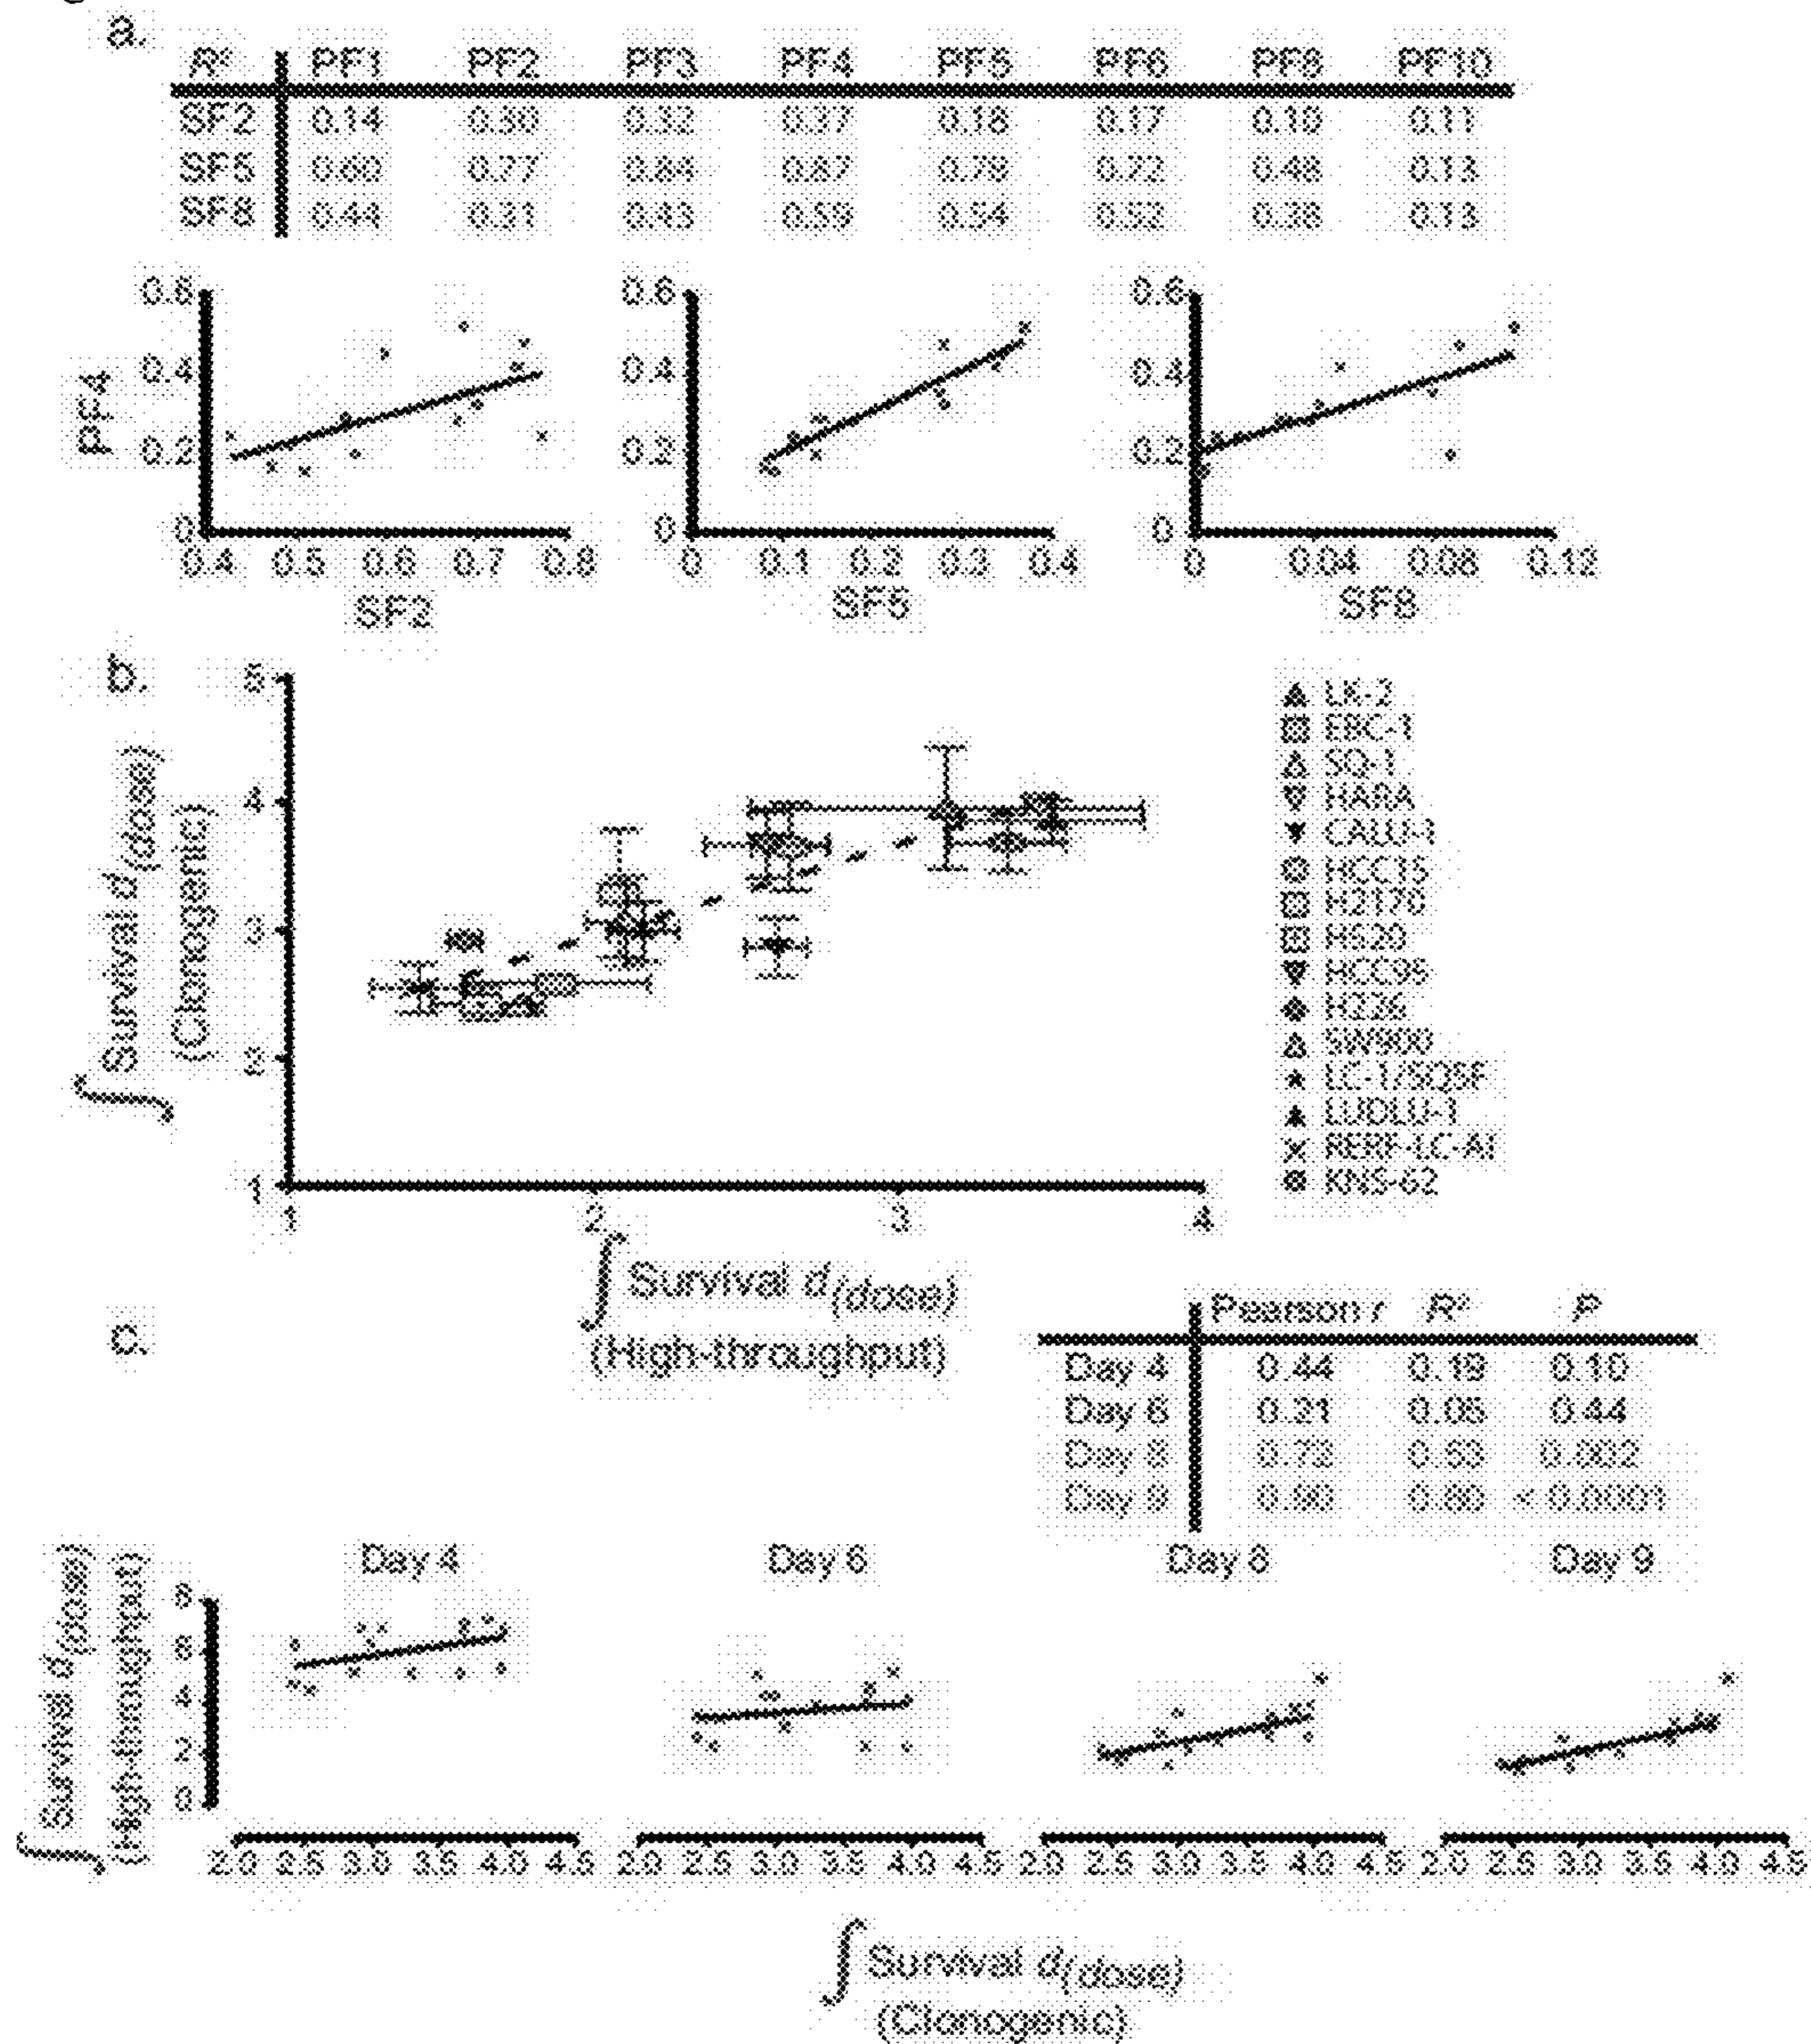 a.
R² PF1 PF2 PF3 PF4 PF5 PF6 PF8 PF10
SF2 0.14 0.30 0.32 0.37 0.18 0.17 0.10 0.11
SF5 0.60 0.77 0.84 0.87 0.79 0.72 0.48 0.13
SF8 0.44 0.31 0.43 0.59 0.54 0.52 0.38 0.13
PF4
0.6
0.4
0.2
0
0.4 0.5 0.6 0.7 0.8
SF2
0.6
0.4
0.2
0
0 0.1 0.2 0.3 0.4
SF5
0.6
0.4
0.2
0
0 0.04 0.08 0.12
SF8
b.
∫ Survival d(dose)
(Clonogenic)
5
4
3
2
1
1 2 3 4
∫ Survival d(dose)
(High-throughput)
LK-2
EBC-1
SQ-1
HARA
CALU-1
HCC15
H2170
H520
HCC95
H226
SW900
LC-1/SQSF
LUDLU-1
RERF-LC-AI
KNS-62
c.
Pearson r R² P
Day 4 0.44 0.19 0.10
Day 6 0.21 0.05 0.44
Day 8 0.73 0.53 0.002
Day 9 0.90 0.80 < 0.0001
∫ Survival d(dose)
(High-throughput)
8
6
4
2
0
Day 4 Day 6 Day 8 Day 9
2.0 2.5 3.0 3.5 4.0 4.5 2.0 2.5 3.0 3.5 4.0 4.5 2.0 2.5 3.0 3.5 4.0 4.5 2.0 2.5 3.0 3.5 4.0 4.5
∫ Survival d(dose)
(Clonogenic)